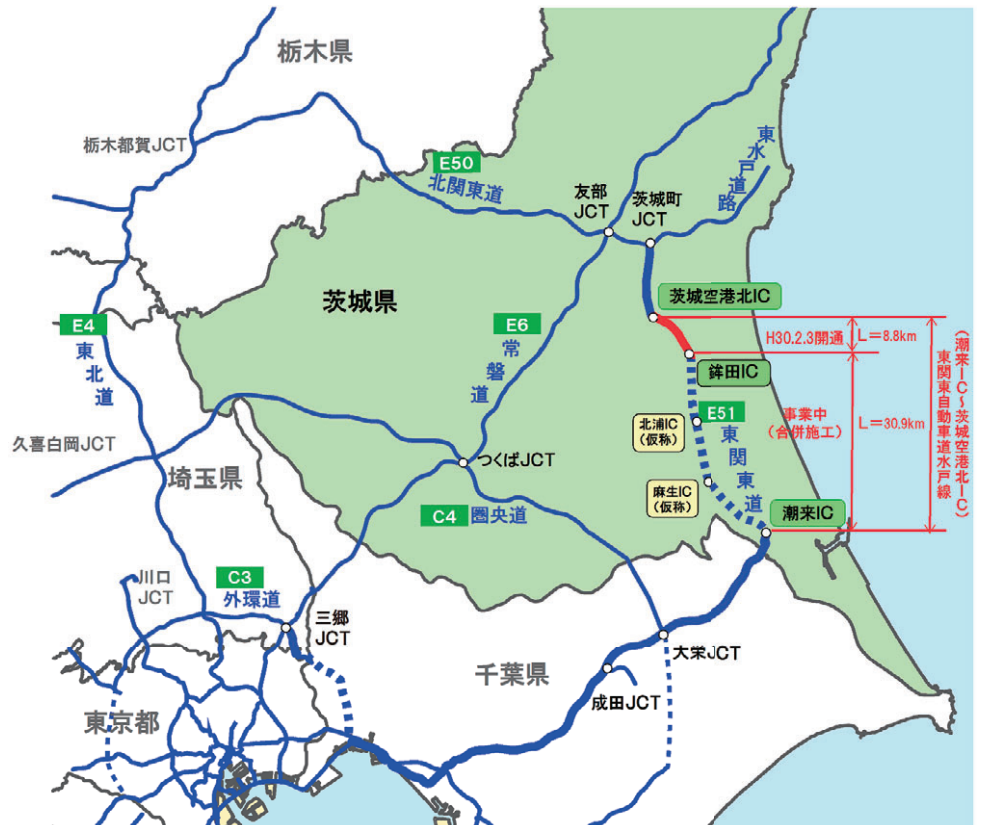 栃木県
栃木都賀JCT
E50
北関東道
東水戸道路
友部
JCT
茨城町
JCT
茨城県
茨城空港北IC
E4
東北道
E6
常磐道
H30.2.3開通
L=8.8km
鉾田IC
北浦IC
(仮称)
E51
東関東道
事業中
(合併施工)
L=30.9km
東関東自動車道水戸線
(潮来IC~茨城空港北IC)
久喜白岡JCT
埼玉県
つくばJCT
麻生IC
(仮称)
C4
圏央道
潮来IC
川口
JCT
C3
外環道
三郷
JCT
千葉県
大栄JCT
成田JCT
東京都